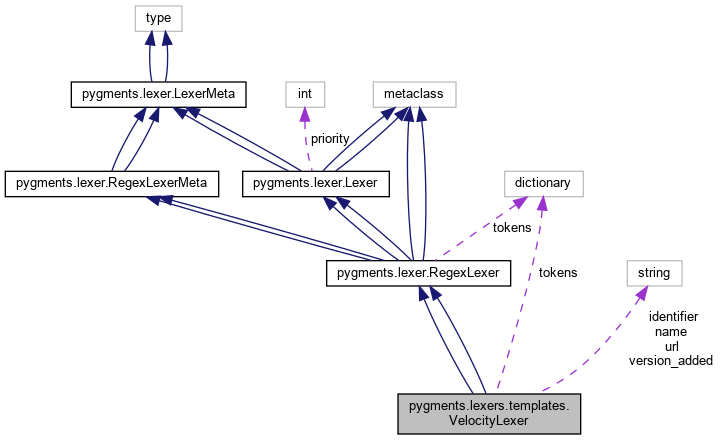 type
pygments.lexer.LexerMeta
int
metaclass
priority
pygments.lexer.RegexLexerMeta
pygments.lexer.Lexer
dictionary
tokens
pygments.lexer.RegexLexer
tokens
string
identifier
name
url
version_added
pygments.lexers.templates.
VelocityLexer